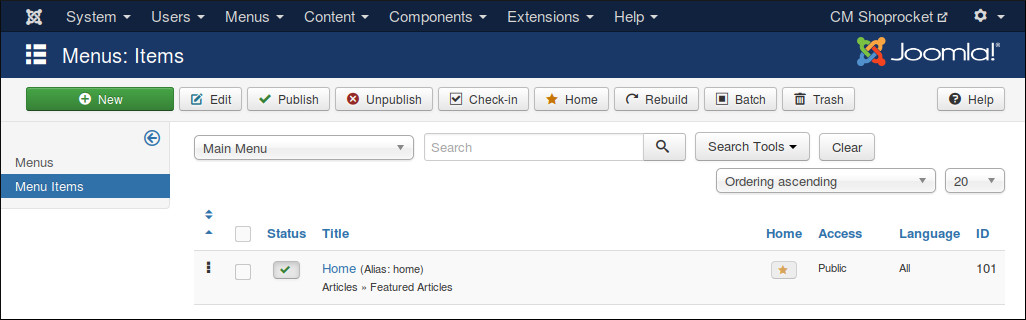 System Users Menus Content Components Extensions Help CM Shoprocket
Menus: Items Joomla!®
New Edit Publish Unpublish Check-in Home Rebuild Batch Trash Help
Main Menu Search Search Tools Clear
Menus
Ordering ascending 20
Menu Items
Status Title Home Access Language ID
Home (Alias: home) Public All 101
Articles » Featured Articles